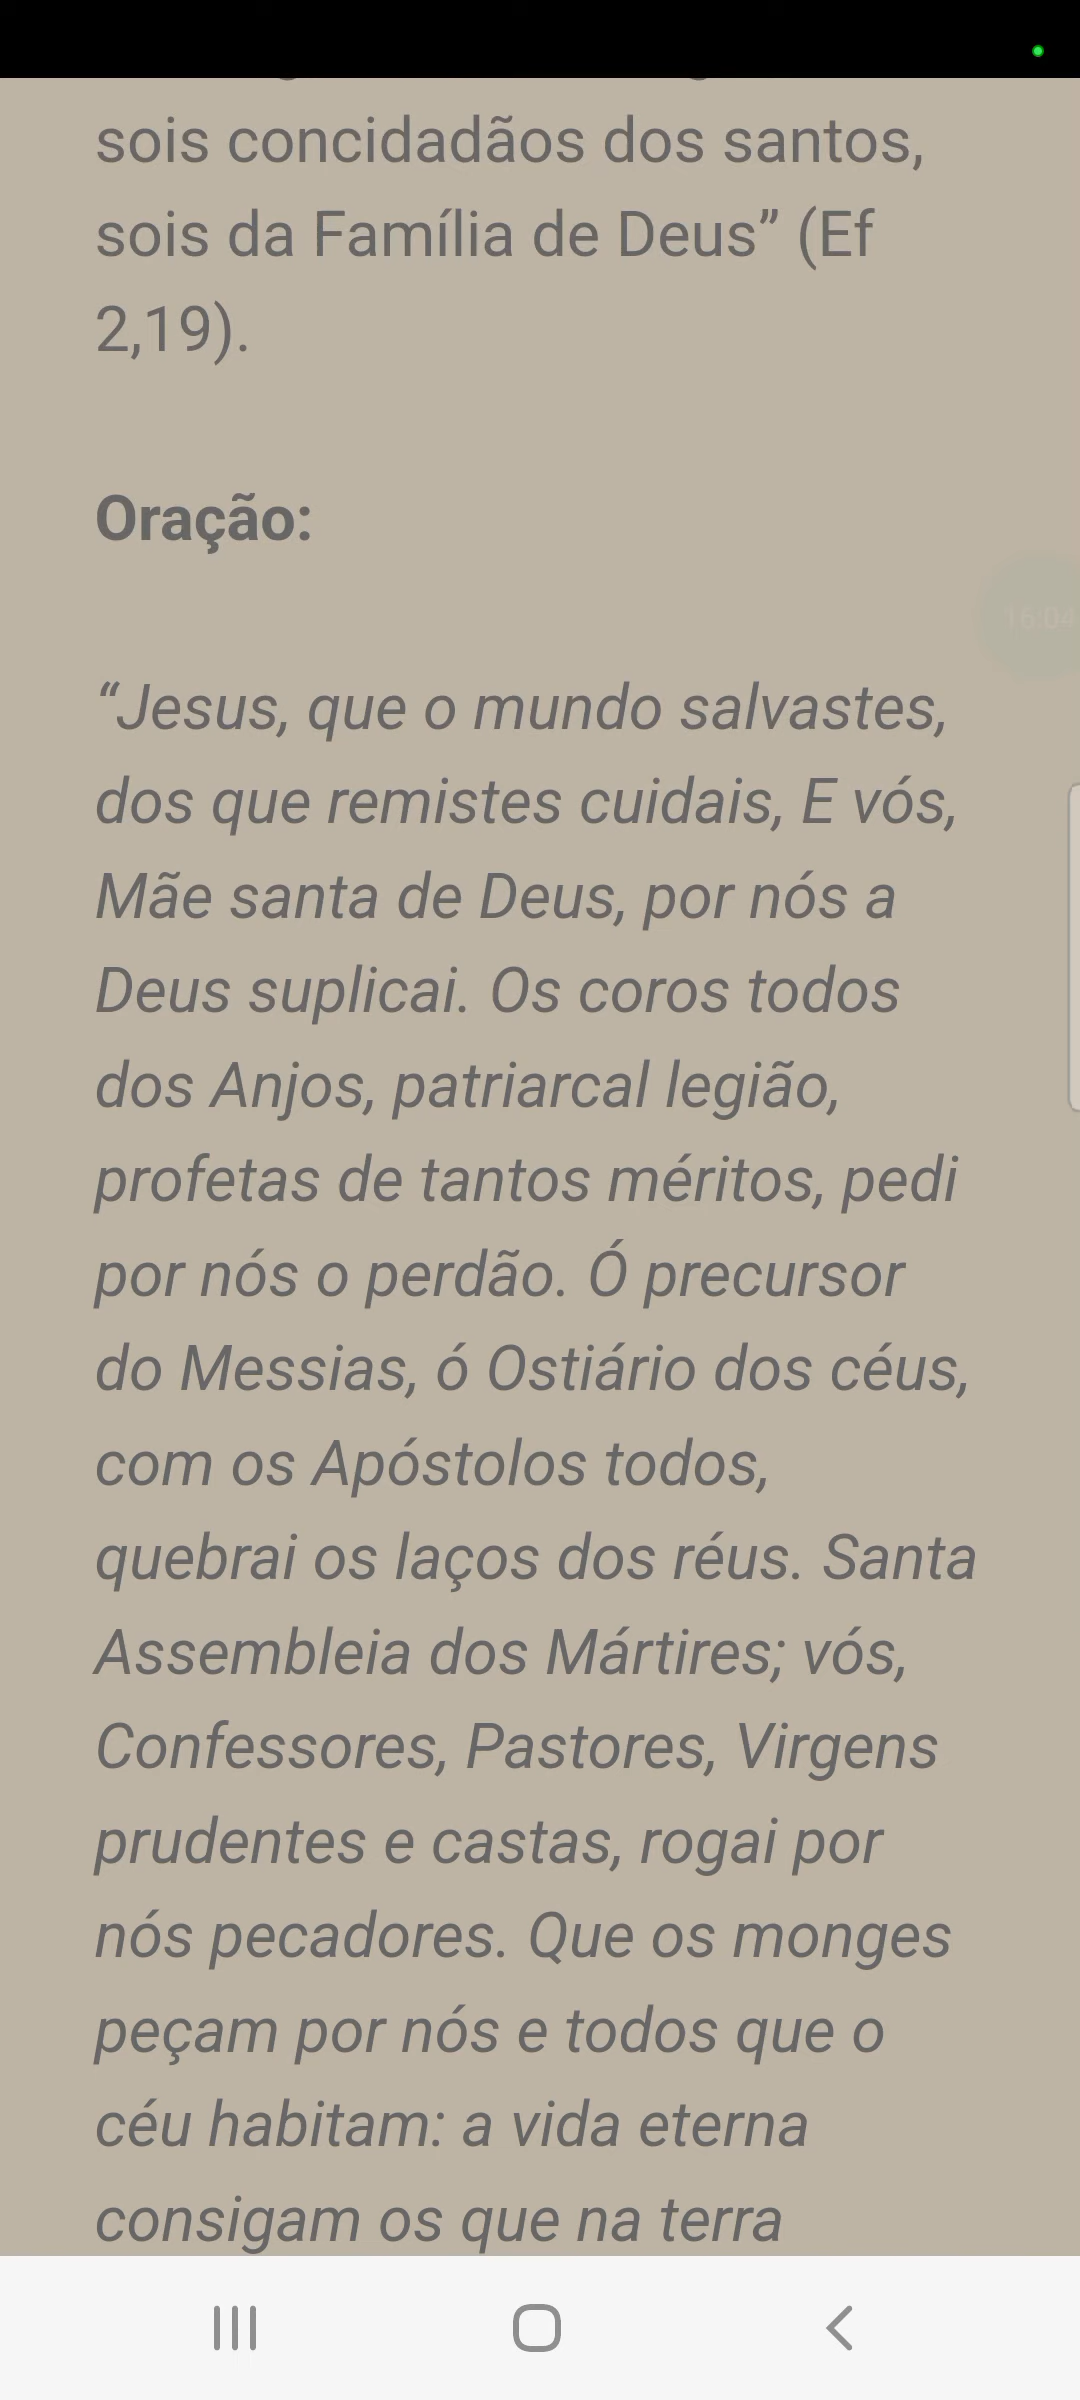 sois concidadãos dos santos,
sois da Família de Deus” (Ef
2,19).
Oração:
16:04
“Jesus, que o mundo salvastes,
dos que remistes cuidais, E vós,
Mãe santa de Deus, por nós a
Deus suplicai. Os coros todos
dos Anjos, patriarcal legião,
profetas de tantos méritos, pedi
por nós o perdão. Ó precursor
do Messias, ó Ostiário dos céus,
com os Apóstolos todos,
quebrai os laços dos réus. Santa
Assembleia dos Mártires; vós,
Confessores, Pastores, Virgens
prudentes e castas, rogai por
nós pecadores. Que os monges
peçam por nós e todos que o
céu habitam: a vida eterna
consigam os que na terra